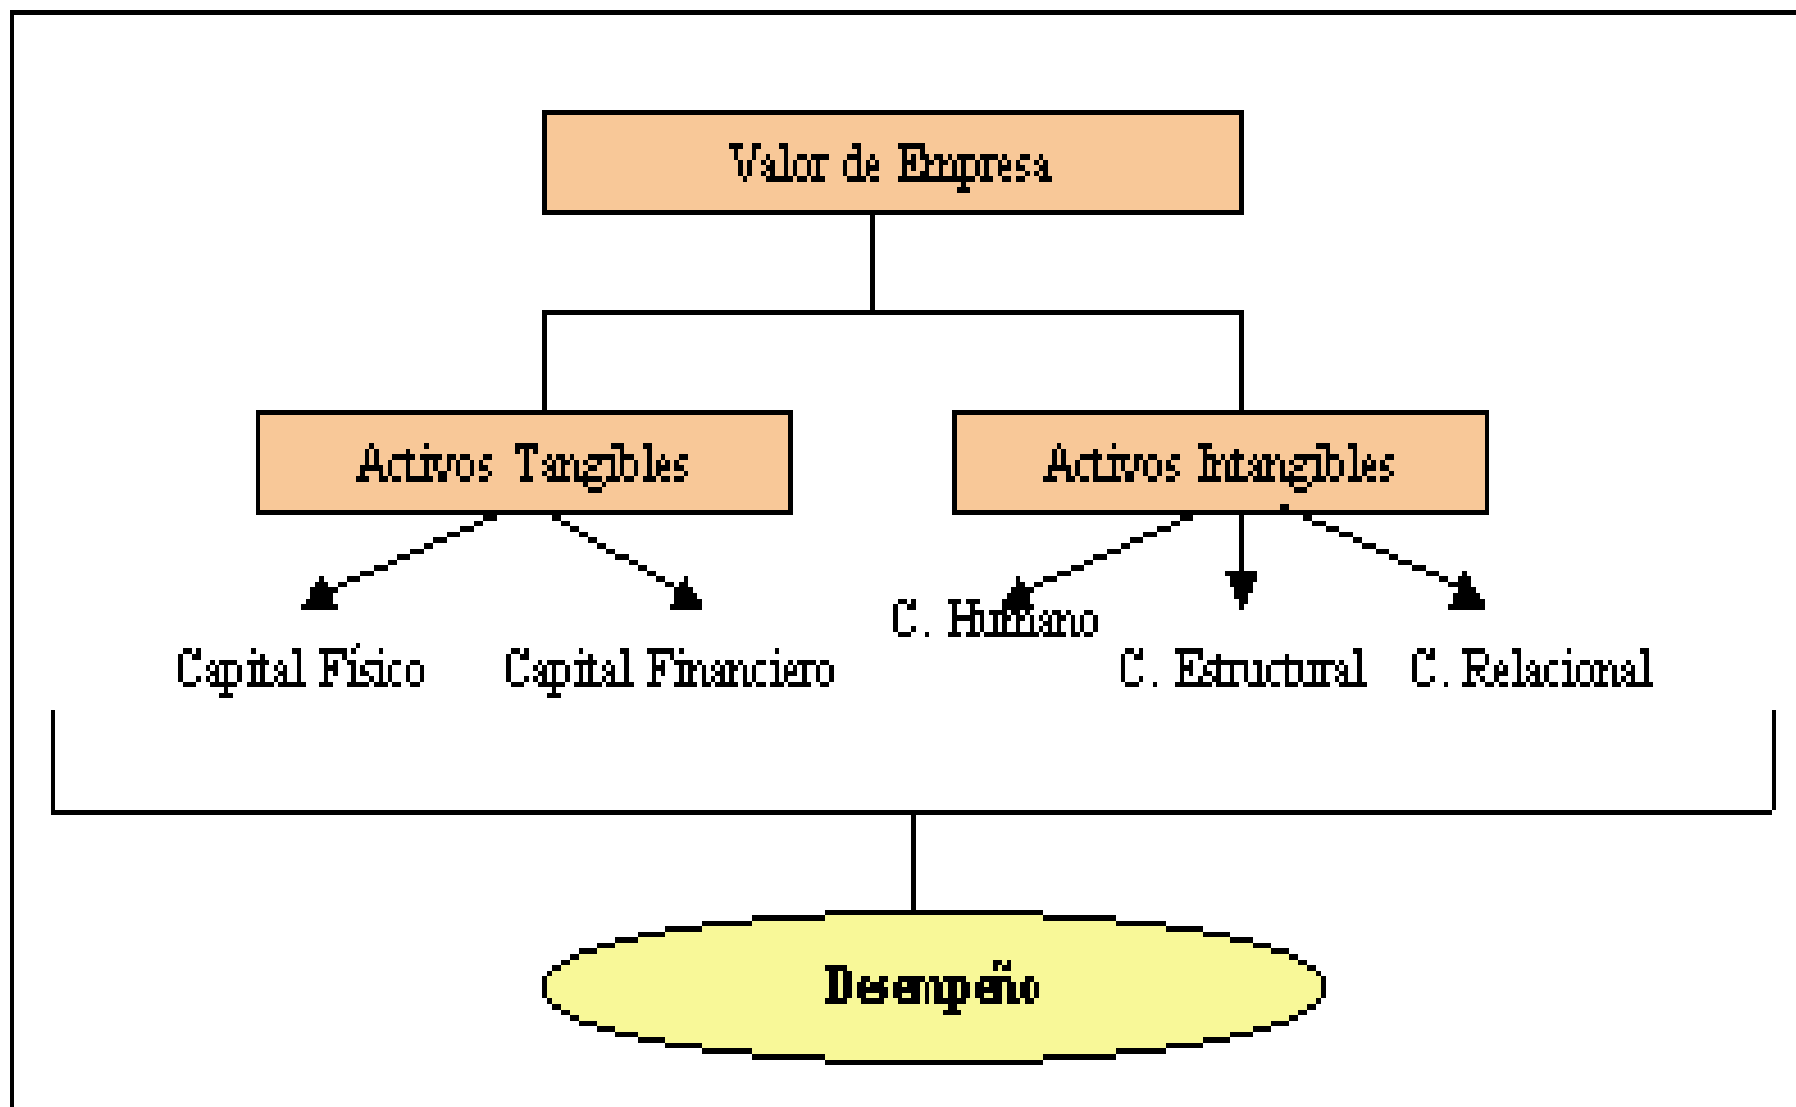 Valor de Empresa
Activos Tangibles
Activos Intangibles
C. Humano
Capital Físico
Capital Financiero
C. Estructural
C. Relacional
Desempeño